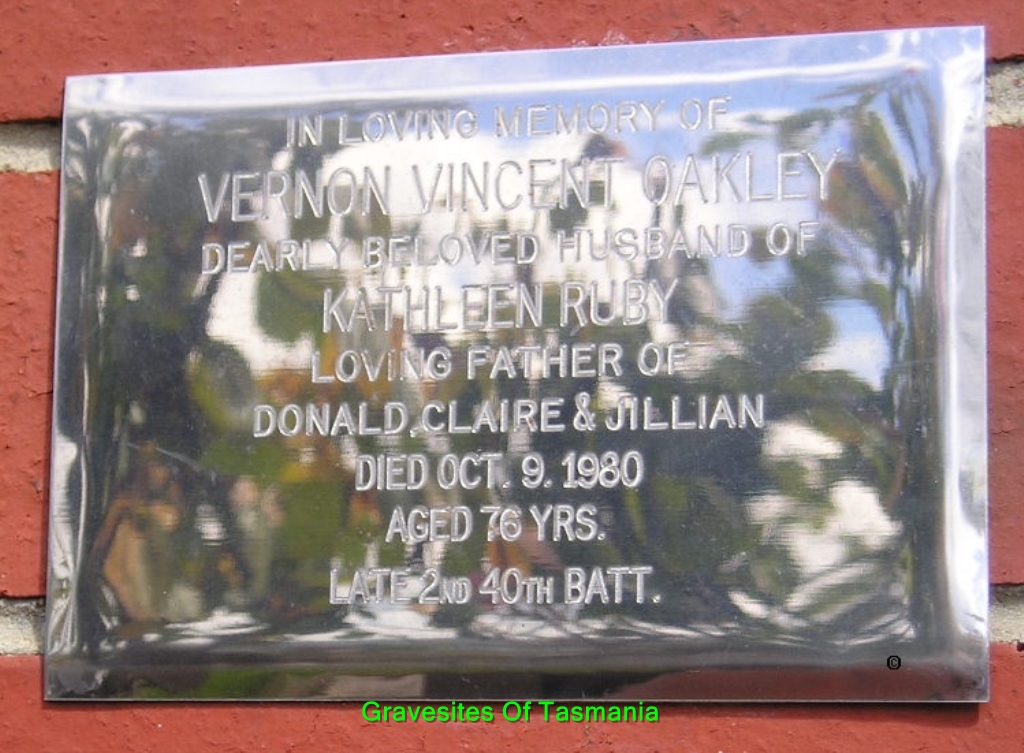 IN LOVING MEMORY OF
VERNON VINCENT OAKLEY
DEARLY BELOVED HUSBAND OF
KATHLEEN RUBY
LOVING FATHER OF
DONALD, CLAIRE & JILLIAN
DIED OCT. 9. 1980
AGED 76 YRS.
LATE 2ND 40TH BATT.
©
Gravesites Of Tasmania